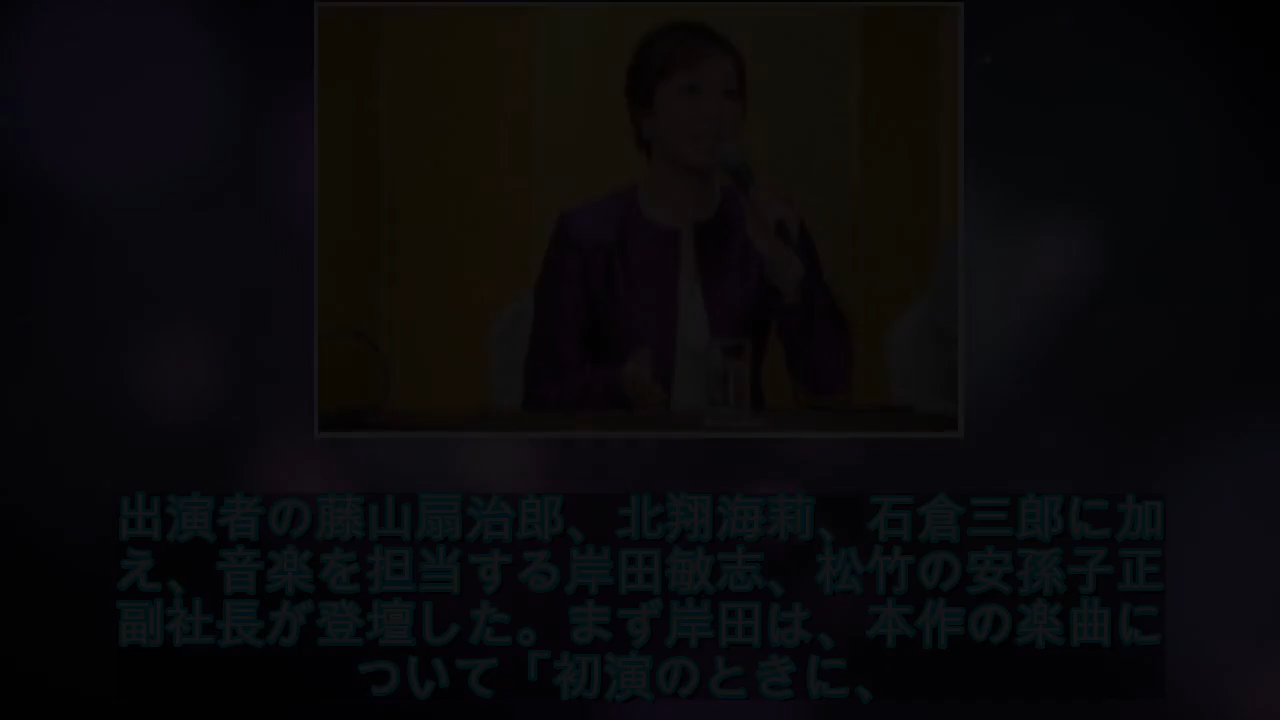 出演者の藤山扇治郎、北翔海莉、石倉三郎に加
え、音楽を担当する岸田敏志、松竹の安孫子正
副社長が登壇した。まず岸田は、本作の楽曲に
ついて「初演のときに、